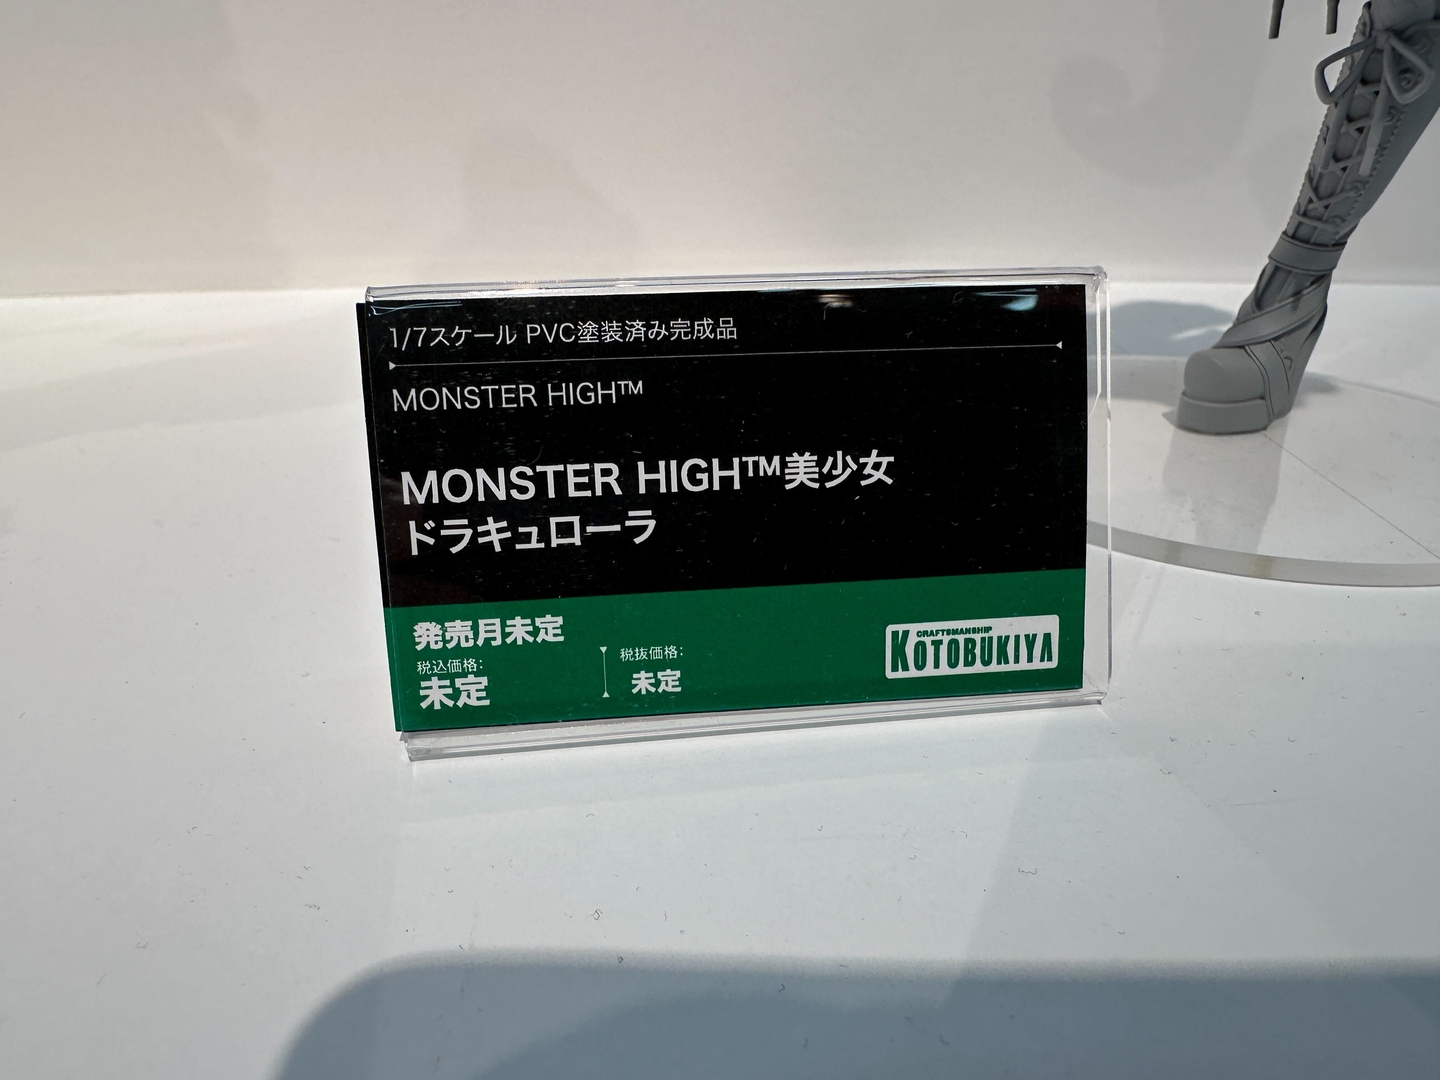 1/7スケール PVC塗装済み完成品
MONSTER HIGH™
MONSTER HIGH™美少女
ドラキュローラ
発売月未定
税込価格:
未定
税抜価格:
未定
CRAFTSMANSHIP
KOTOBUKIYA